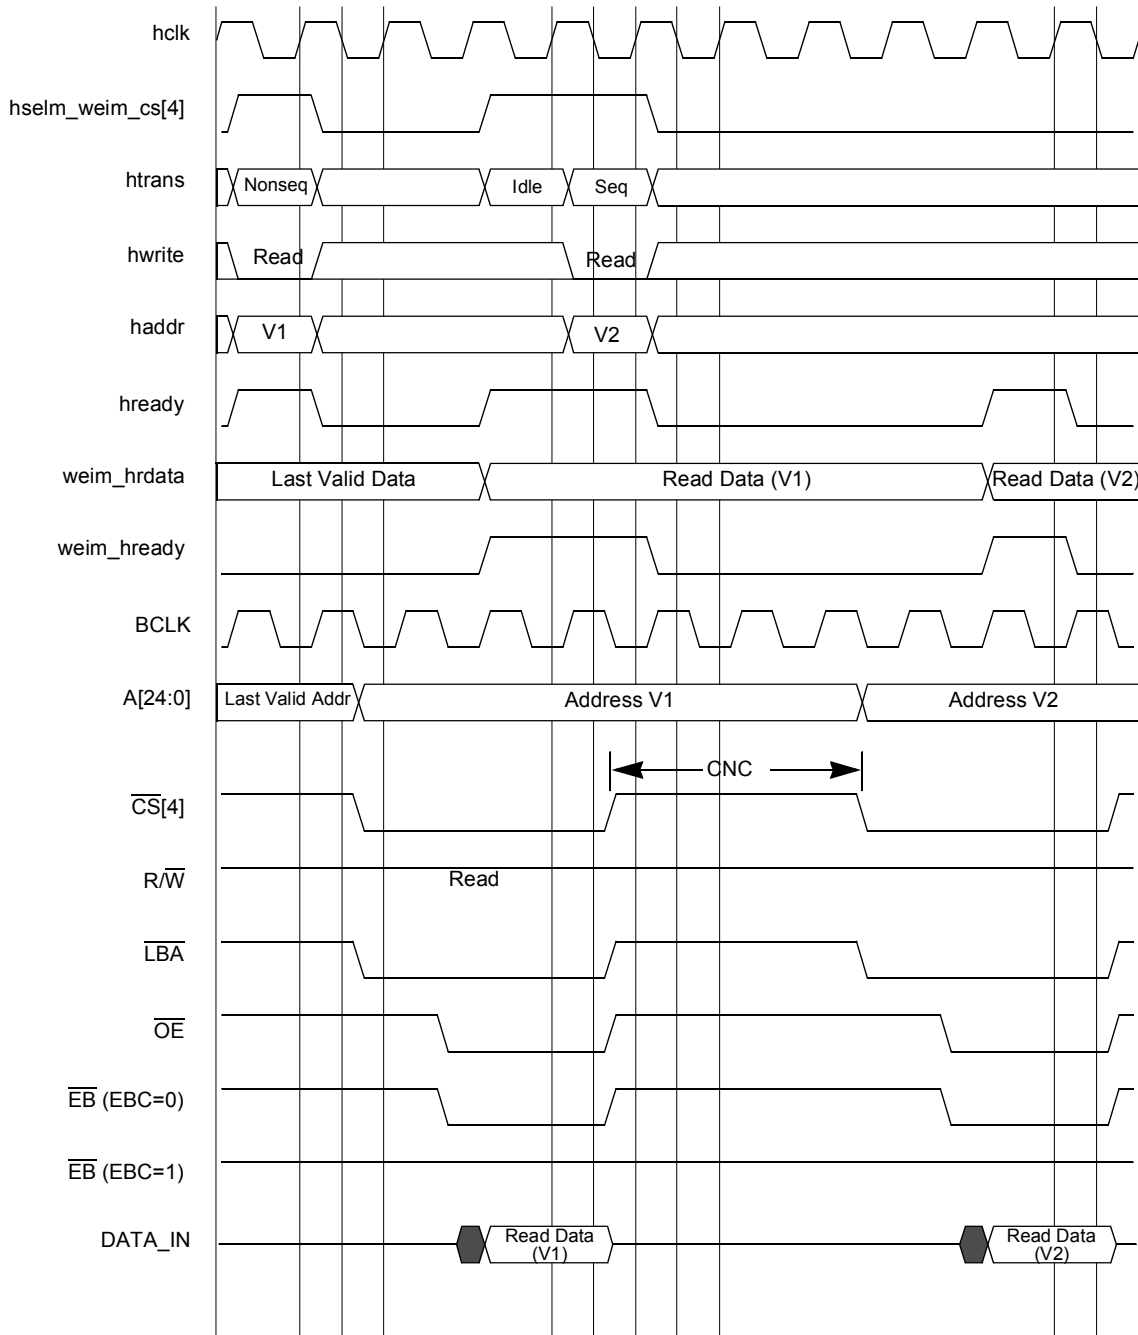 hclk
hselm_weim_cs[4]
htrans Nonseq Idle Seq
hwrite Read Read
haddr V1 V2
hready
weim_hrdata Last Valid Data Read Data (V1) Read Data (V2)
weim_hready
BCLK
A[24:0] Last Valid Addr Address V1 Address V2
CNC
CS[4]
R/W Read
LBA
OE
EB (EBC=0)
EB (EBC=1)
DATA_IN Read Data (V1) Read Data (V2)